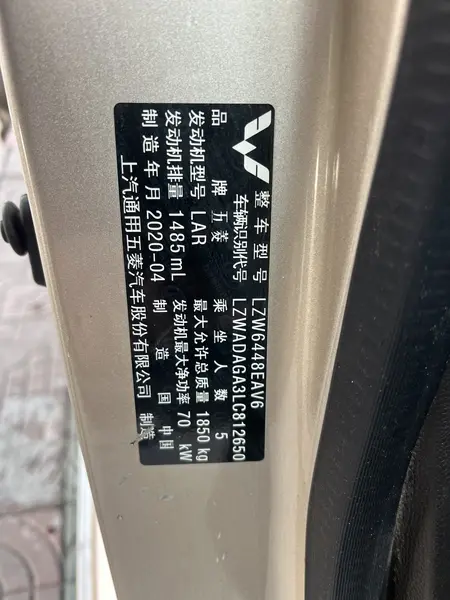 整车型号 LZW6448EAV6
车辆识别代号 LZWADAGA3LC812650
品牌 五菱 乘坐人数 5
发动机型号 LAR 最大允许总质量 1850 kg
发动机排量 1485 mL 发动机最大净功率 70 kW
制造年月 2020-04 制造国 中国
上汽通用五菱汽车股份有限公司 制造